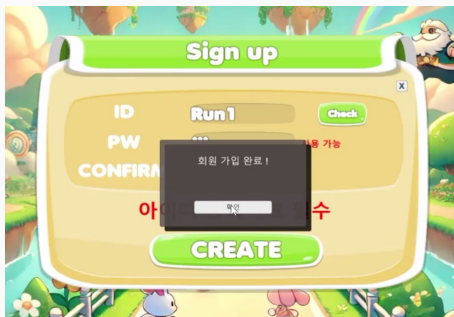 Sign up
X
ID
Run1
Check
PW
***
용 가능
CONFIRM
회원 가입 완료 !
확인
아
수
CREATE